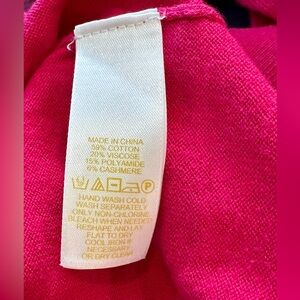 MADE IN CHINA
59% COTTON
20% VISCOSE
15% POLYAMIDE
6% CASHMERE
P
HAND WASH COLD
WASH SEPARATELY
ONLY NON-CHLORINE
BLEACH WHEN NEEDED
RESHAPE AND LAY
FLAT TO DRY
COOL IRON IF
NECESSARY
OR DRY CLEAN